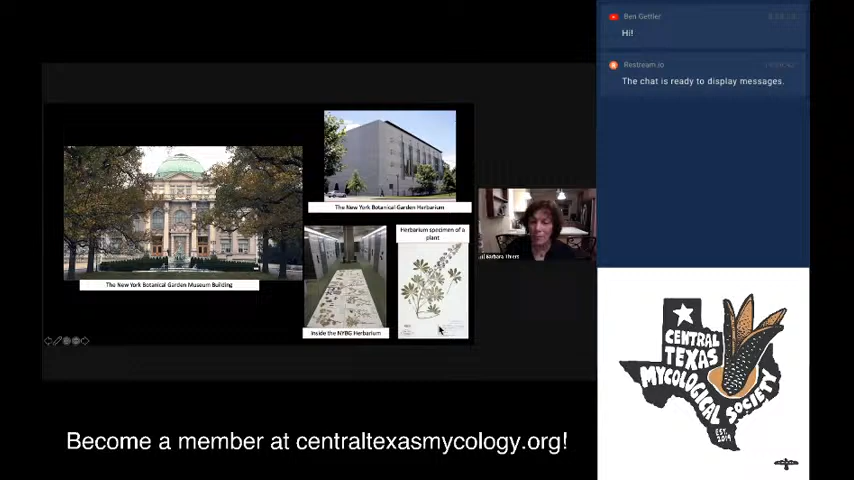 The New York Botanical Garden Museum Building
The New York Botanical Garden Herbarium
Inside the NYBG Herbarium
Herbarium specimen of a
plant
Barbara Thiers
Ben Gettler
Hi!
Restream.io
The chat is ready to display messages.
CENTRAL
TEXAS
MYCOLOGICAL SOCIETY
EST.
2019
Become a member at centraltexasmycology.org!